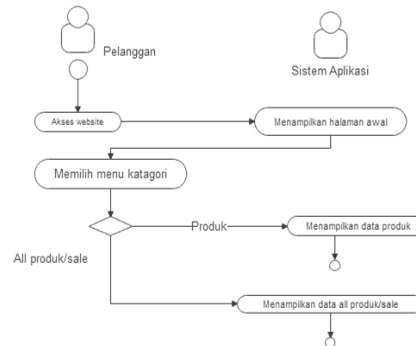 Pelanggan
Sistem Aplikasi
Akses website
Menampilkan halaman awal
Memilih menu katagori
Produk
Menampilkan data produk
All produk/sale
Menampilkan data all produk/sale